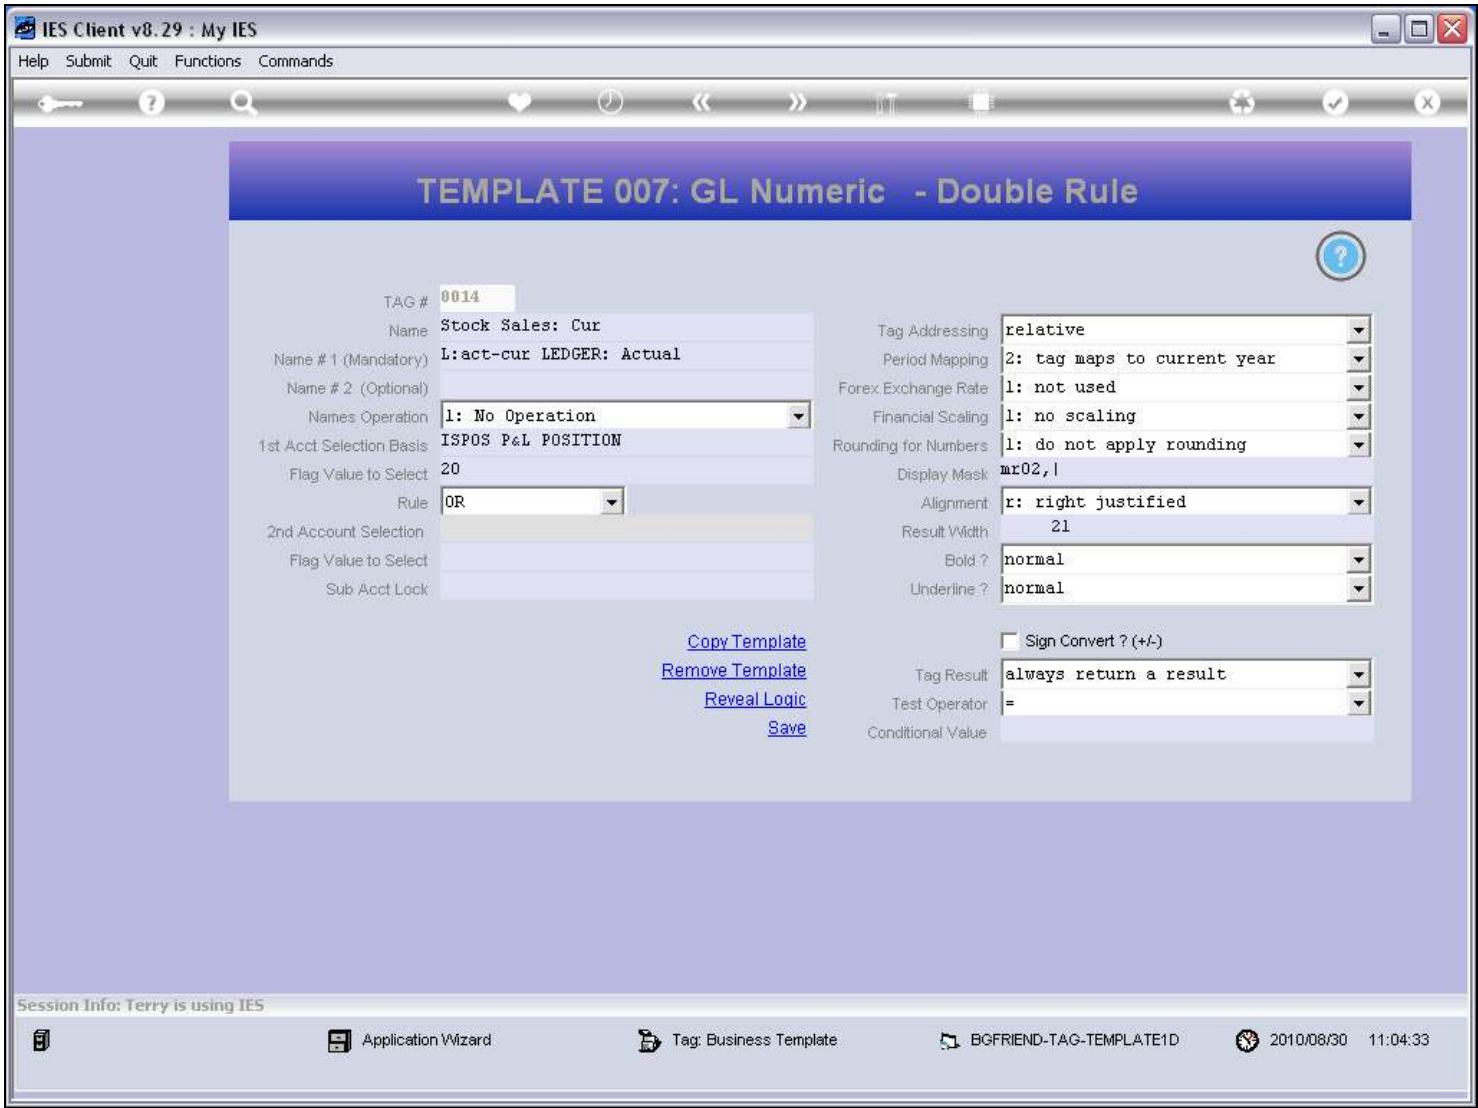 IES Client v8.29 : My IES
Help Submit Quit Functions Commands
TEMPLATE 007: GL Numeric - Double Rule
TAG # 0014
Name Stock Sales: Cur
Name # 1 (Mandatory) L:act-cur LEDGER: Actual
Name # 2 (Optional)
Names Operation 1: No Operation
1st Acct Selection Basis ISPOS P&L POSITION
Flag Value to Select 20
Rule OR
2nd Account Selection
Flag Value to Select
Sub Acct Lock
Tag Addressing relative
Period Mapping 2: tag maps to current year
Forex Exchange Rate 1: not used
Financial Scaling 1: no scaling
Rounding for Numbers 1: do not apply rounding
Display Mask mr02,|
Alignment r: right justified
Result Width 21
Bold ? normal
Underline ? normal
Copy Template
Remove Template
Reveal Logic
Save
Sign Convert ? (+/-)
Tag Result always return a result
Test Operator =
Conditional Value
Session Info: Terry is using IES
Application Wizard Tag: Business Template BGFRIEND-TAG-TEMPLATE1D 2010/08/30 11:04:33